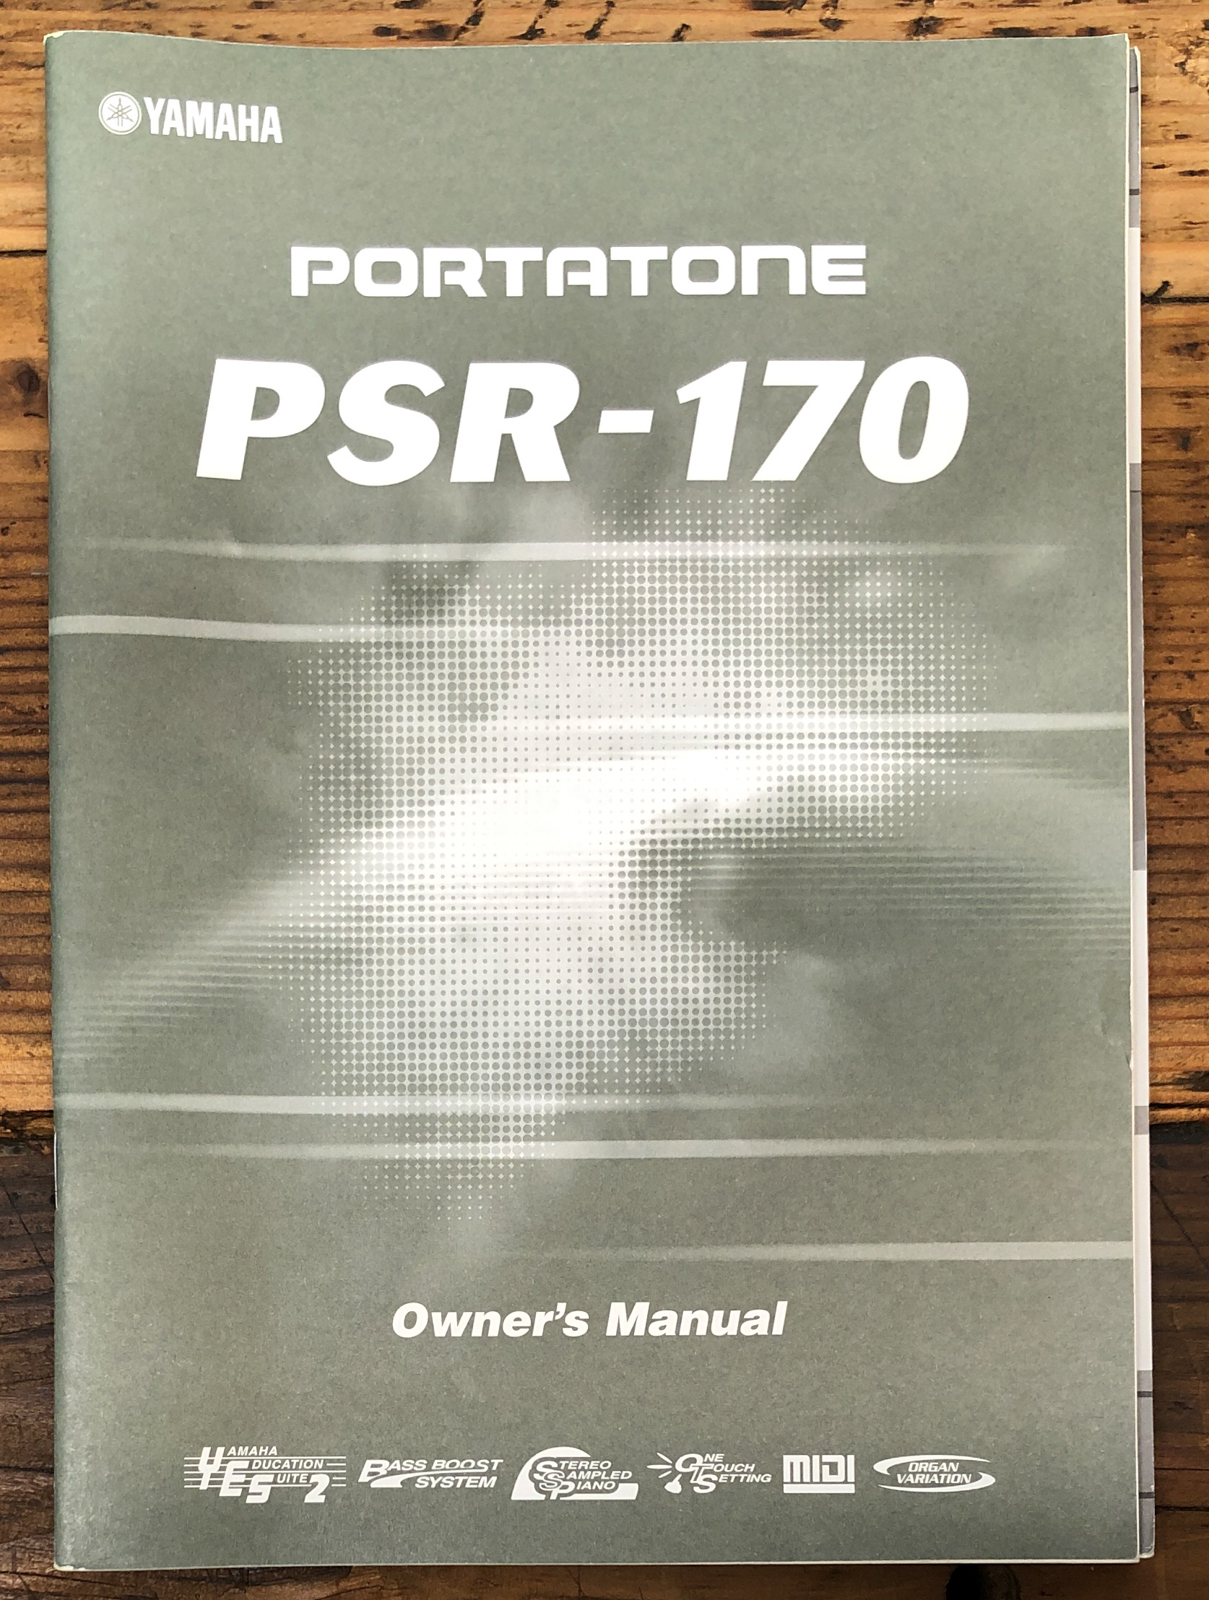 YAMAHA
PORTATONE
PSR-170
Owner's Manual
YAMAHA
EDUCATION
SUITE 2
BASS BOOST
SYSTEM
STEREO
SAMPLED
PIANO
ONE
TOUCH
SETTING
MIDI
ORGAN
VARIATION